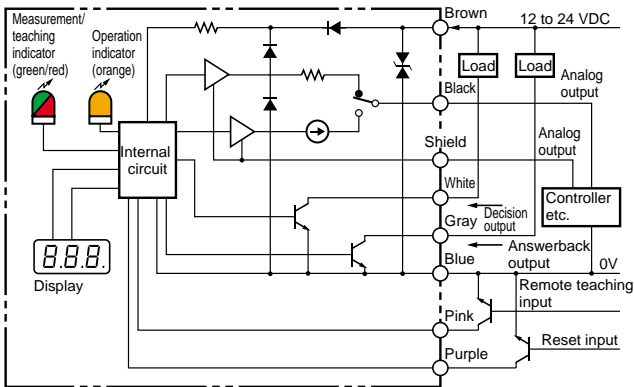 Measurement/
teaching
indicator
(green/red)
Operation
indicator
(orange)
Brown
12 to 24 VDC
Load
Load
Analog
output
Black
Analog
output
Shield
Internal
circuit
White
Controller
etc.
Decision
output
Gray
Answerback
output
8.8.8.
Display
Blue
0V
Remote teaching
input
Pink
Reset input
Purple